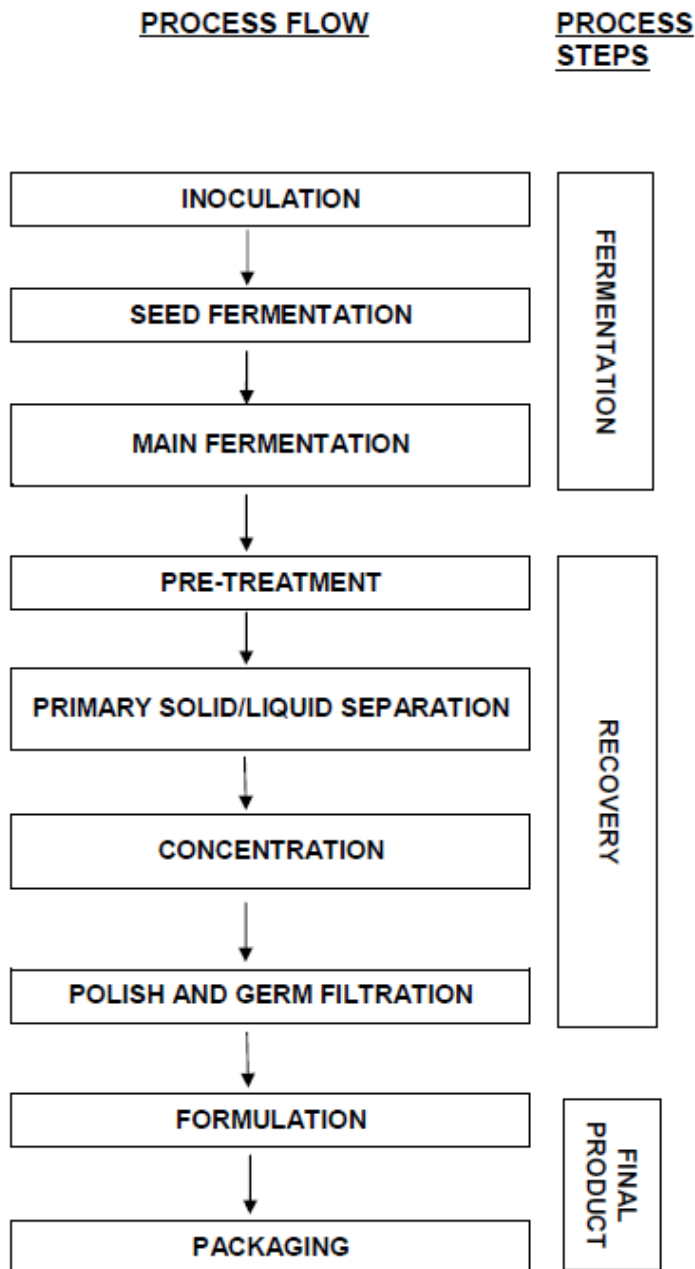 PROCESS FLOW
PROCESS
STEPS
INOCULATION
SEED FERMENTATION
MAIN FERMENTATION
FERMENTATION
PRE-TREATMENT
PRIMARY SOLID/LIQUID SEPARATION
CONCENTRATION
POLISH AND GERM FILTRATION
RECOVERY
FORMULATION
PACKAGING
FINAL
PRODUCT